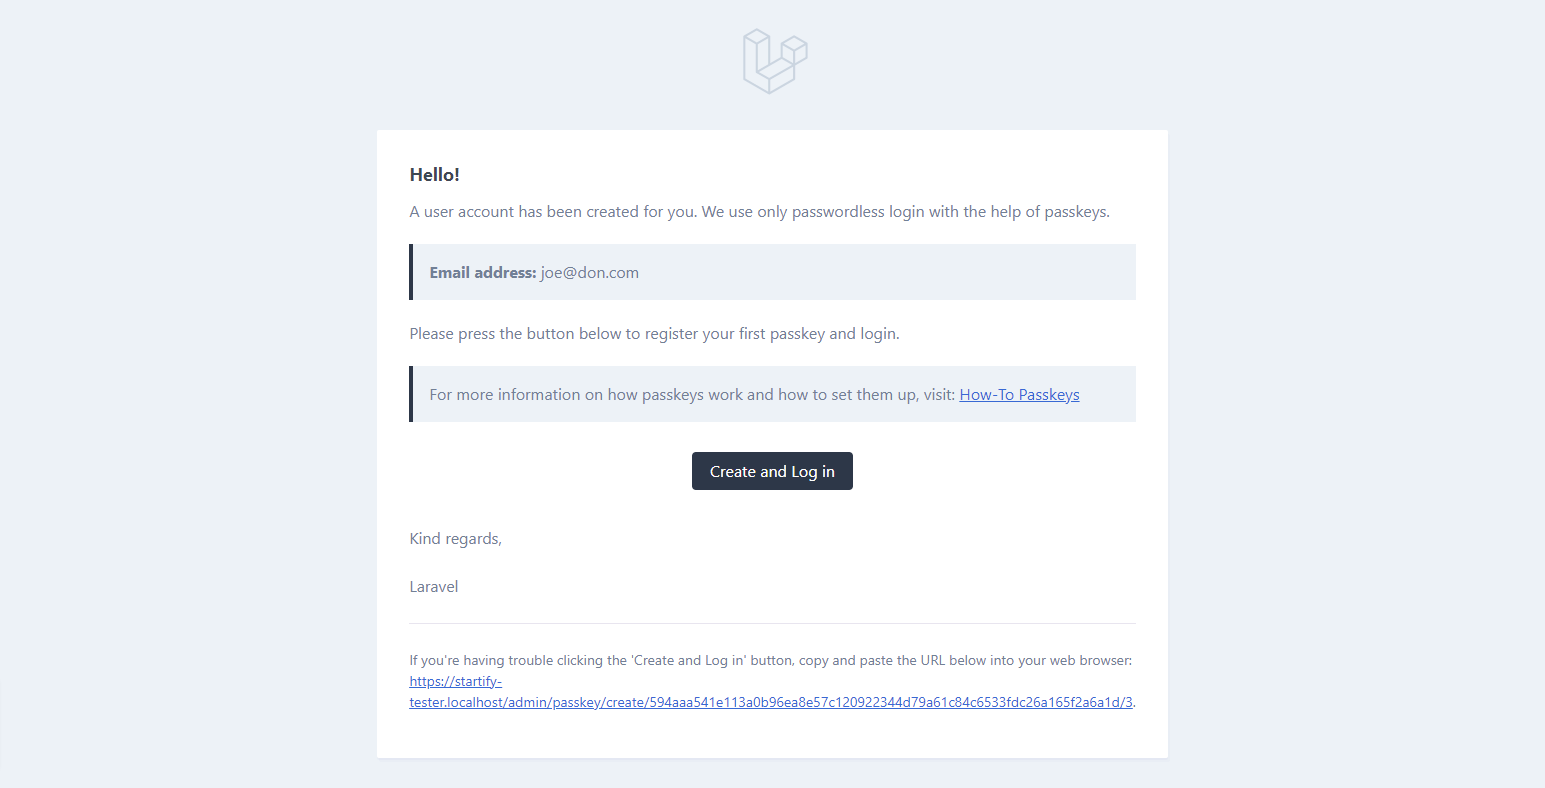 Hello!
A user account has been created for you. We use only passwordless login with the help of passkeys.
Email address: joe@don.com
Please press the button below to register your first passkey and login.
For more information on how passkeys work and how to set them up, visit: How-To Passkeys
Create and Log in
Kind regards,
Laravel
If you're having trouble clicking the 'Create and Log in' button, copy and paste the URL below into your web browser:
https://startify-
tester.localhost/admin/passkey/create/594aaa541e113a0b96ea8e57c120922344d79a61c84c6533fdc26a165f2a6a1d/3.